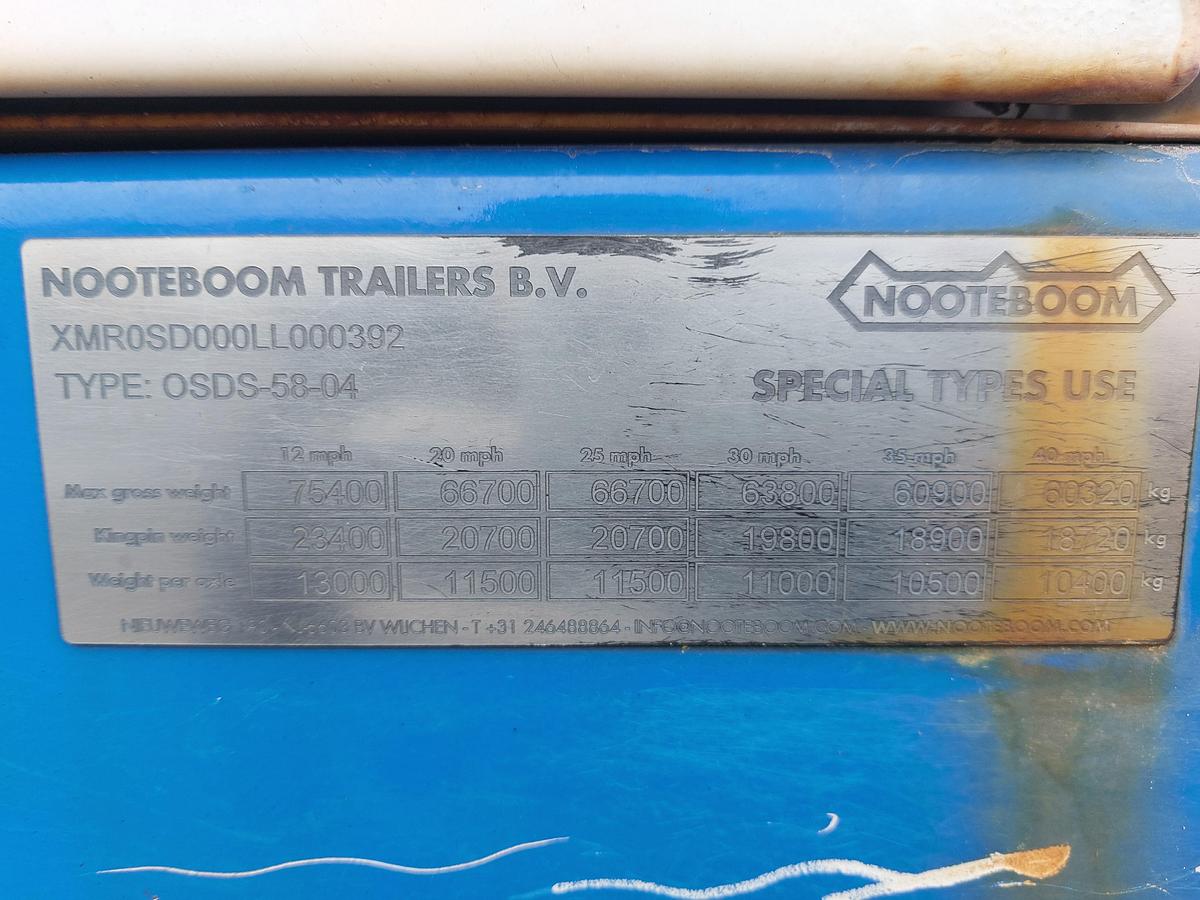 NOOTEBOOM TRAILERS B.V.
NOOTEBOOM
XMR0SD000LL000392
TYPE: OSDS-58-04
SPECIAL TYPES USE
12 mph 20 mph 25 mph 30 mph 35 mph 40 mph
Max gross weight 75400 66700 66700 63800 60900 60320 kg
Kingpin weight 23400 20700 20700 19800 18900 18720 kg
Weight per axle 13000 11500 11500 11000 10500 10400 kg
NIEUWEWEG BV WIJCHEN - T +31 246488864 - INFO@NOOTEBOOM.COM - WWW.NOOTEBOOM.COM